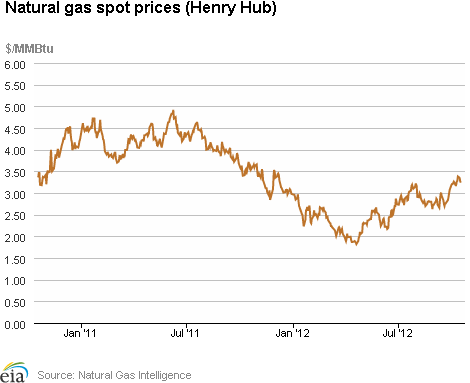 Natural gas spot prices (Henry Hub)
$/MMBtu
6.00
5.50
5.00
4.50
4.00
3.50
3.00
2.50
2.00
1.50
1.00
0.50
0.00
Jan '11
Jul '11
Jan '12
Jul '12
eia
Source: Natural Gas Intelligence